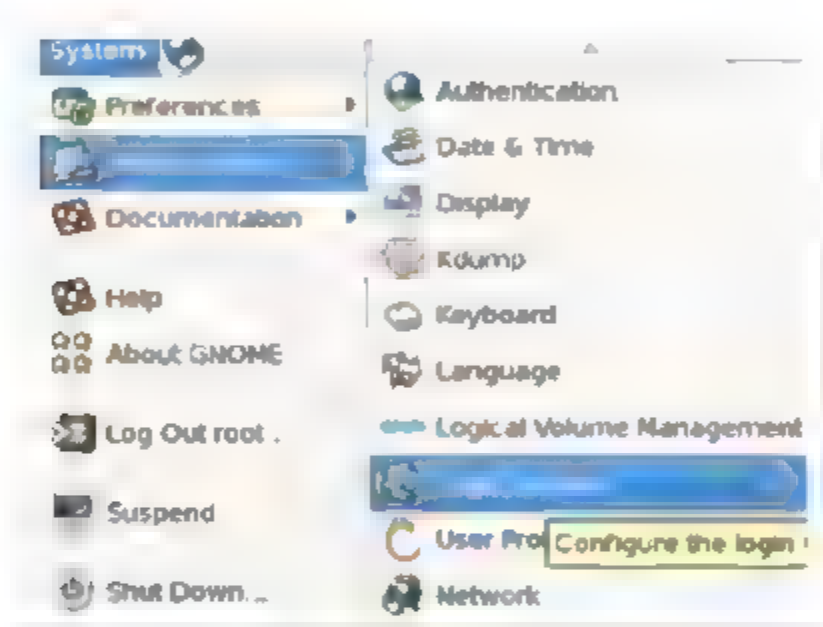 System
Preferences
Documentation
Help
About GNOME
Log Out root .
Suspend
Shut Down...
Authentication
Date & Time
Display
Kdump
Keyboard
Language
Logical Volume Management
User Pro
Configure the login
Network